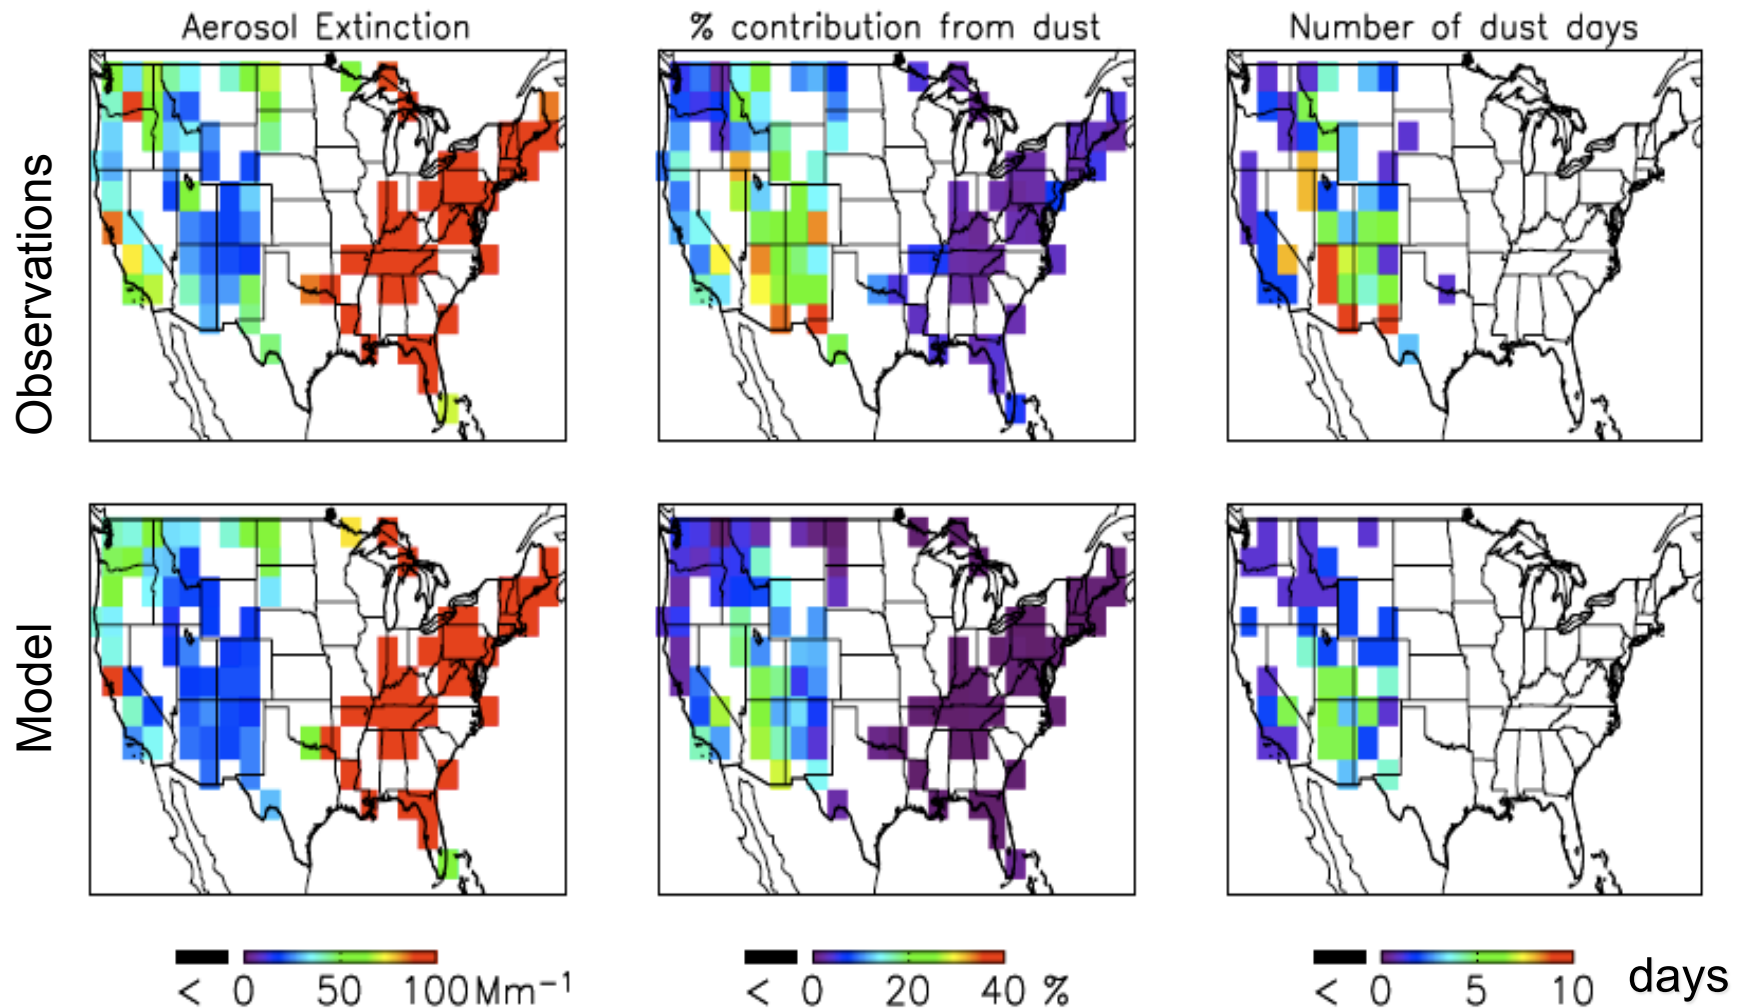 Aerosol Extinction
% contribution from dust
Number of dust days
Observations
Model
< 0 50 100 Mm⁻¹
< 0 20 40 %
< 0 5 10 days